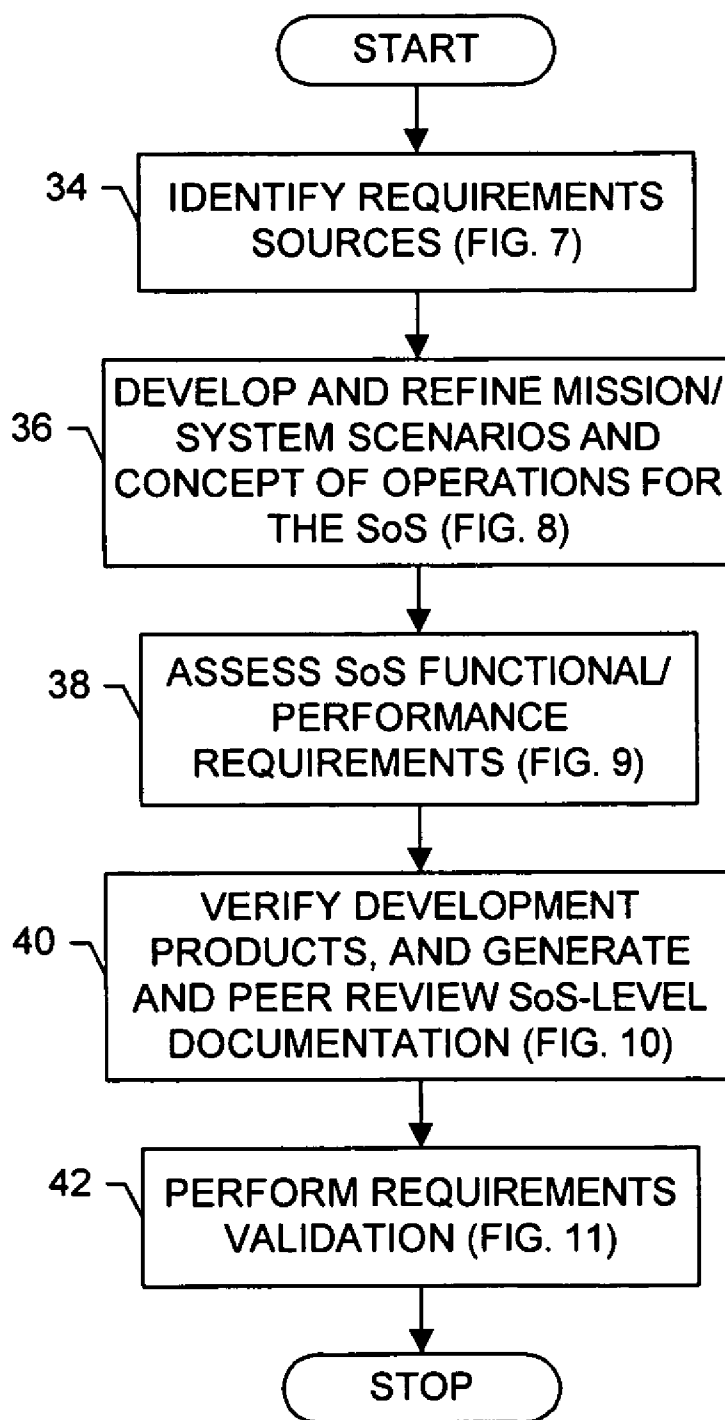 START
34
IDENTIFY REQUIREMENTS
SOURCES (FIG. 7)
36
DEVELOP AND REFINE MISSION/
SYSTEM SCENARIOS AND
CONCEPT OF OPERATIONS FOR
THE SoS (FIG. 8)
38
ASSESS SoS FUNCTIONAL/
PERFORMANCE
REQUIREMENTS (FIG. 9)
40
VERIFY DEVELOPMENT
PRODUCTS, AND GENERATE
AND PEER REVIEW SoS-LEVEL
DOCUMENTATION (FIG. 10)
42
PERFORM REQUIREMENTS
VALIDATION (FIG. 11)
STOP